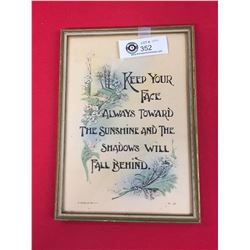 352
KEEP YOUR
FACE
ALWAYS TOWARD
THE SUNSHINE AND THE
SHADOWS WILL
FALL BEHIND.